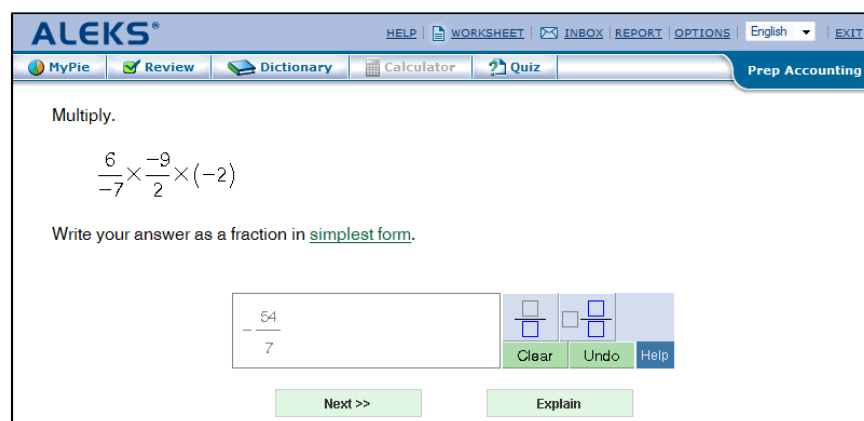 ALEKS®
HELP | WORKSHEET | INBOX | REPORT | OPTIONS | English | EXIT
MyPie Review Dictionary Calculator Quiz
Prep Accounting
Multiply.
6/-7 × -9/2 × (-2)
Write your answer as a fraction in simplest form.
- 54/7
Clear Undo Help
Next >> Explain